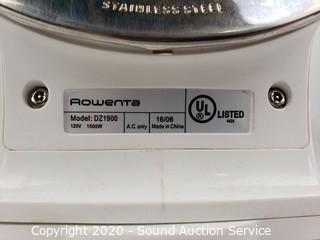 STAINLESS STEEL
Rowenta
Model: DZ1900
120V 1500W
A.C. only
16/06
Made in China
UL
LISTED
Copyright 2020 - Sound Auction Service